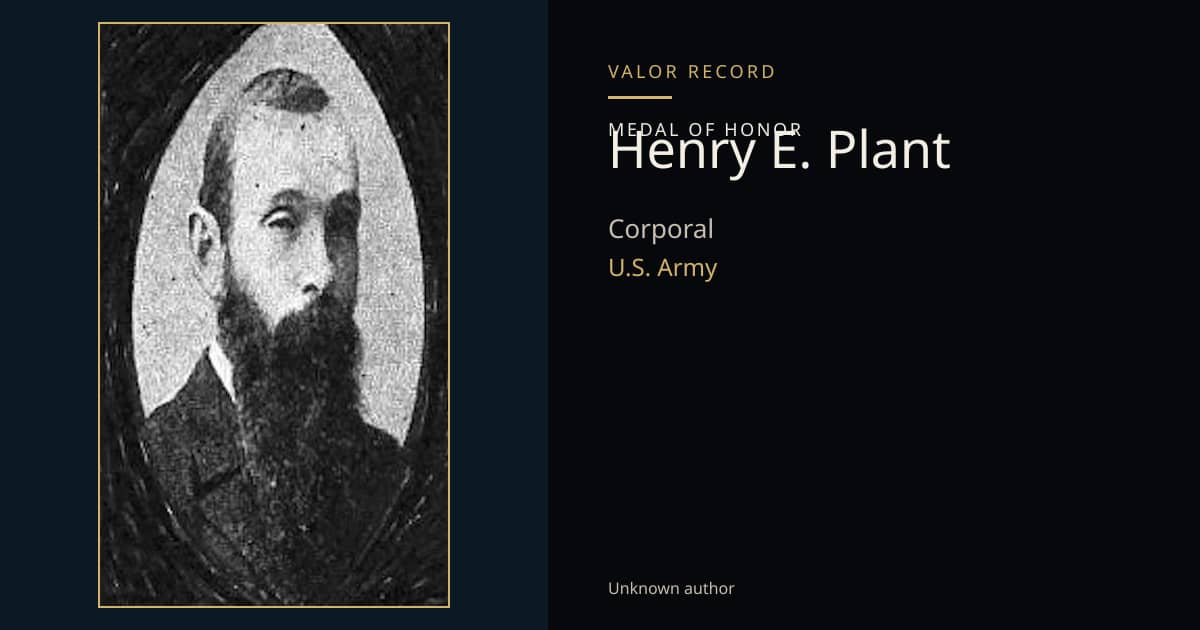 VALOR RECORD
MEDAL OF HONOR
Henry E. Plant
Corporal
U.S. Army
Unknown author